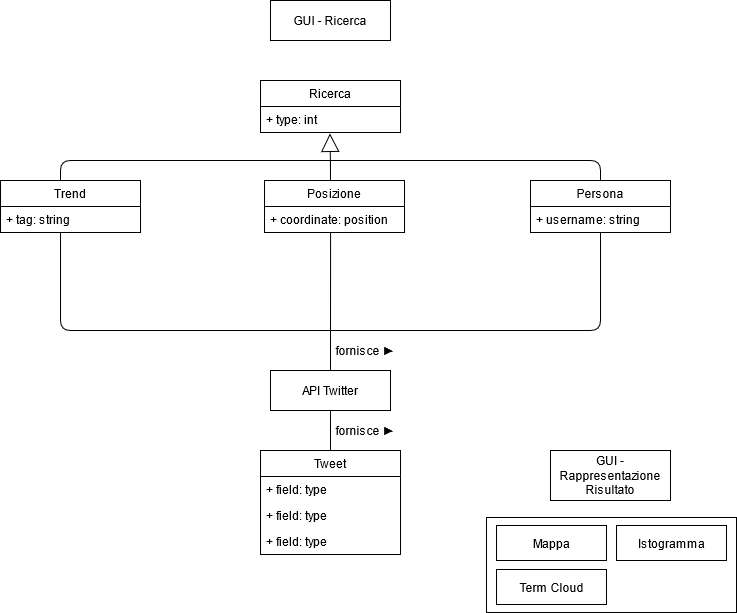 GUI - Ricerca
Ricerca
+ type: int
Trend
+ tag: string
Posizione
+ coordinate: position
Persona
+ username: string
fornisce ▶
API Twitter
fornisce ▶
Tweet
+ field: type
+ field: type
+ field: type
GUI -
Rappresentazione
Risultato
Mappa
Istogramma
Term Cloud